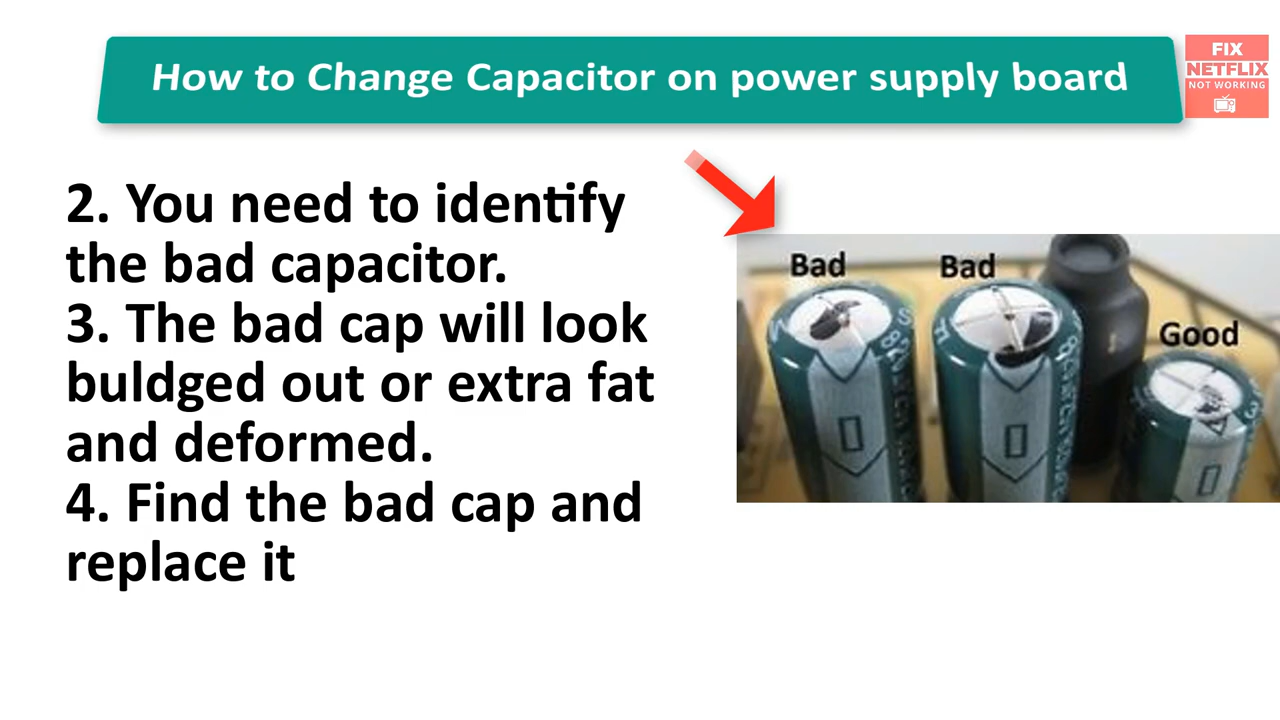 How to Change Capacitor on power supply board
FIX
NETFLIX
NOT WORKING
2. You need to identify
the bad capacitor.
3. The bad cap will look
buldged out or extra fat
and deformed.
4. Find the bad cap and
replace it
Bad
Bad
Good